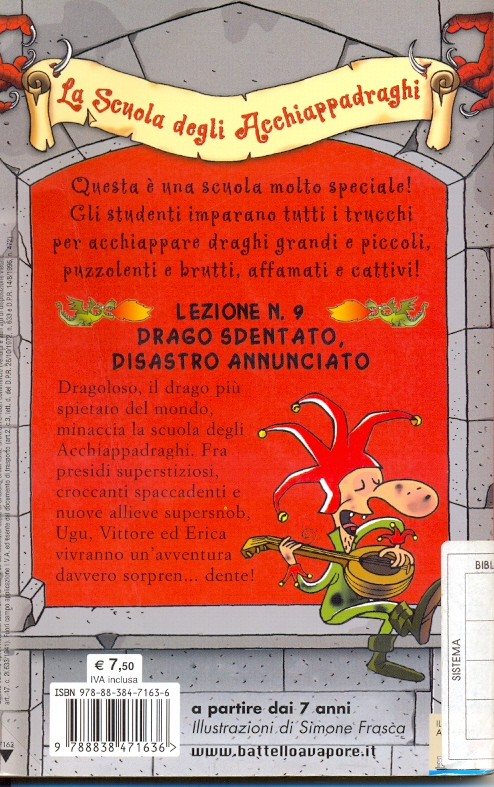 La Scuola degli Acchiappadraghi
Questa è una scuola molto speciale!
Gli studenti imparano tutti i trucchi
per acchiappare draghi grandi e piccoli,
puzzolenti e brutti, affamati e cattivi!
LEZIONE N. 9
DRAGO SDENTATO,
DISASTRO ANNUNCIATO
Dragoloso, il drago più
spietato del mondo,
minaccia la scuola degli
Acchiappadraghi. Fra
presidi superstiziosi,
croccanti spaccadenti e
nuove allieve supersnob,
Ugu, Vittore ed Erica
vivranno un'avventura
davvero sorpren... dente!
€ 7,50
IVA inclusa
ISBN 978-88-384-7163-6
9 788838 471636 >
a partire dai 7 anni
Illustrazioni di Simone Frasca
www.battelloavapore.it
BIBL
SISTEMA